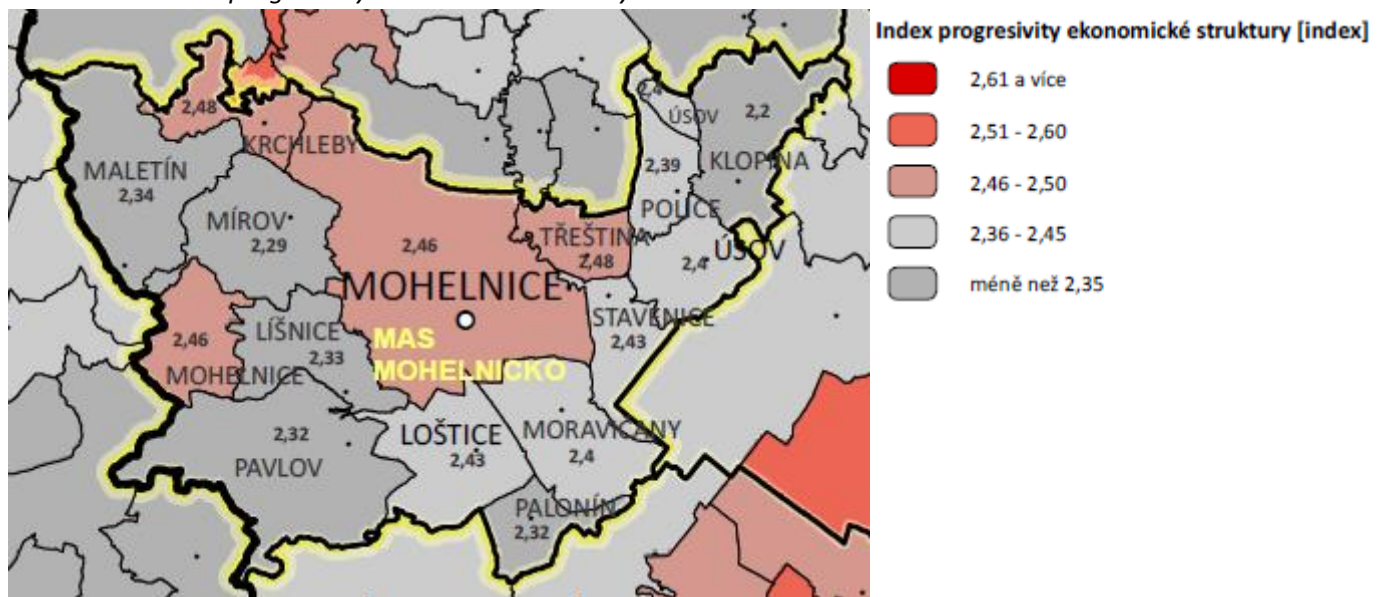 Index progresivity ekonomické struktury [index]
2,61 a více
2,51 - 2,60
2,46 - 2,50
2,36 - 2,45
méně než 2,35
2,48
KRCHLEBY
2,4
ÚSOV
2,2
KLOPINA
MALETÍN
2,34
2,39
POLICE
MÍROV
2,29
2,46
TŘEŠTINA
2,48
ÚSOV
2,4
MOHELNICE
STAVENICE
2,43
2,46
MOHELNICE
LÍŠNICE
2,33
MAS
MOHELNICKO
2,32
PAVLOV
LOŠTICE
2,43
MORAVIČANY
2,4
PALONÍN
2,32